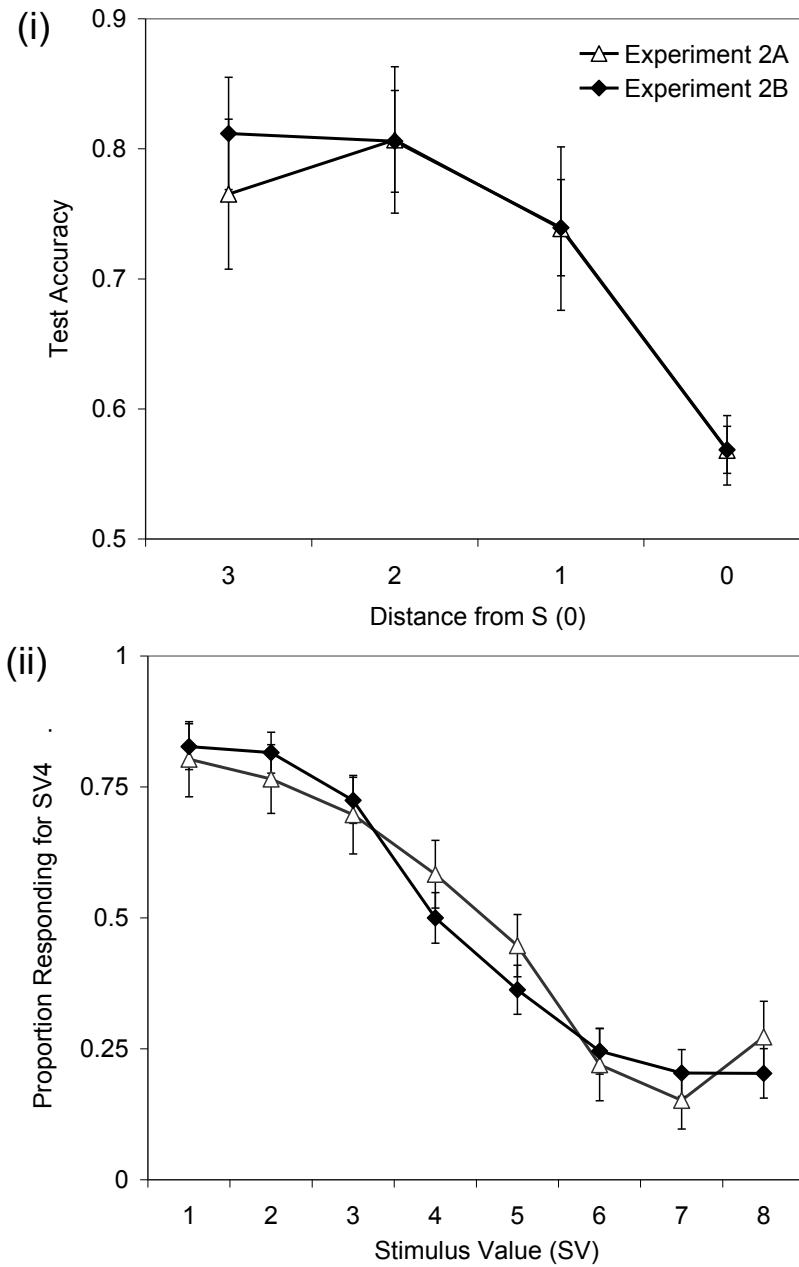 (i)
0.9
0.8
0.7
0.6
0.5
Test Accuracy
Experiment 2A
Experiment 2B
3 2 1 0
Distance from S (0)
(ii)
1
0.75
0.5
0.25
0
Proportion Responding for SV4 .
1 2 3 4 5 6 7 8
Stimulus Value (SV)